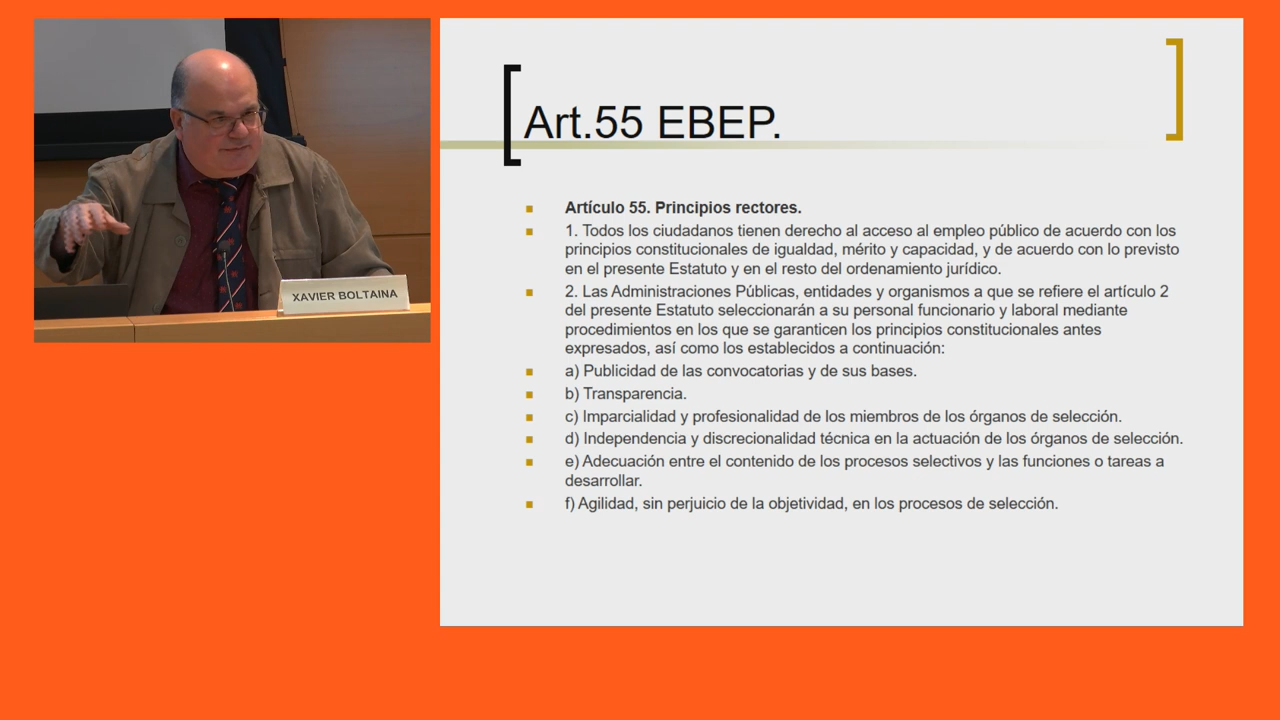 XAVIER BOLTAINA
Art.55 EBEP.
Artículo 55. Principios rectores.
1. Todos los ciudadanos tienen derecho al acceso al empleo público de acuerdo con los
principios constitucionales de igualdad, mérito y capacidad, y de acuerdo con lo previsto
en el presente Estatuto y en el resto del ordenamiento jurídico.
2. Las Administraciones Públicas, entidades y organismos a que se refiere el artículo 2
del presente Estatuto seleccionarán a su personal funcionario y laboral mediante
procedimientos en los que se garanticen los principios constitucionales antes
expresados, así como los establecidos a continuación:
a) Publicidad de las convocatorias y de sus bases.
b) Transparencia.
c) Imparcialidad y profesionalidad de los miembros de los órganos de selección.
d) Independencia y discrecionalidad técnica en la actuación de los órganos de selección.
e) Adecuación entre el contenido de los procesos selectivos y las funciones o tareas a
desarrollar.
f) Agilidad, sin perjuicio de la objetividad, en los procesos de selección.